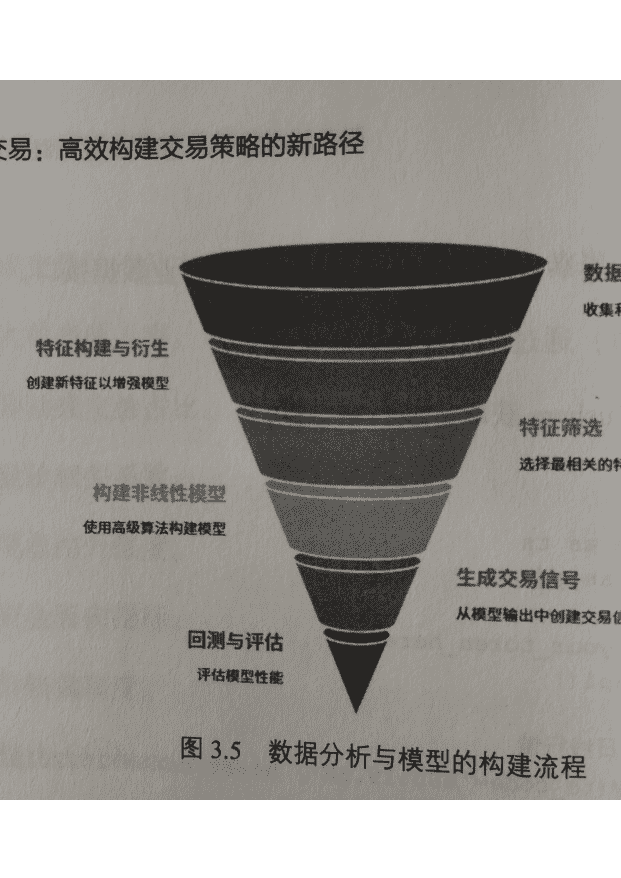 交易：高效构建交易策略的新路径
数据
收集和
特征构建与衍生
创建新特征以增强模型
特征筛选
选择最相关的特
构建非线性模型
使用高级算法构建模型
生成交易信号
从模型输出中创建交易信
回测与评估
评估模型性能
图 3.5 数据分析与模型的构建流程